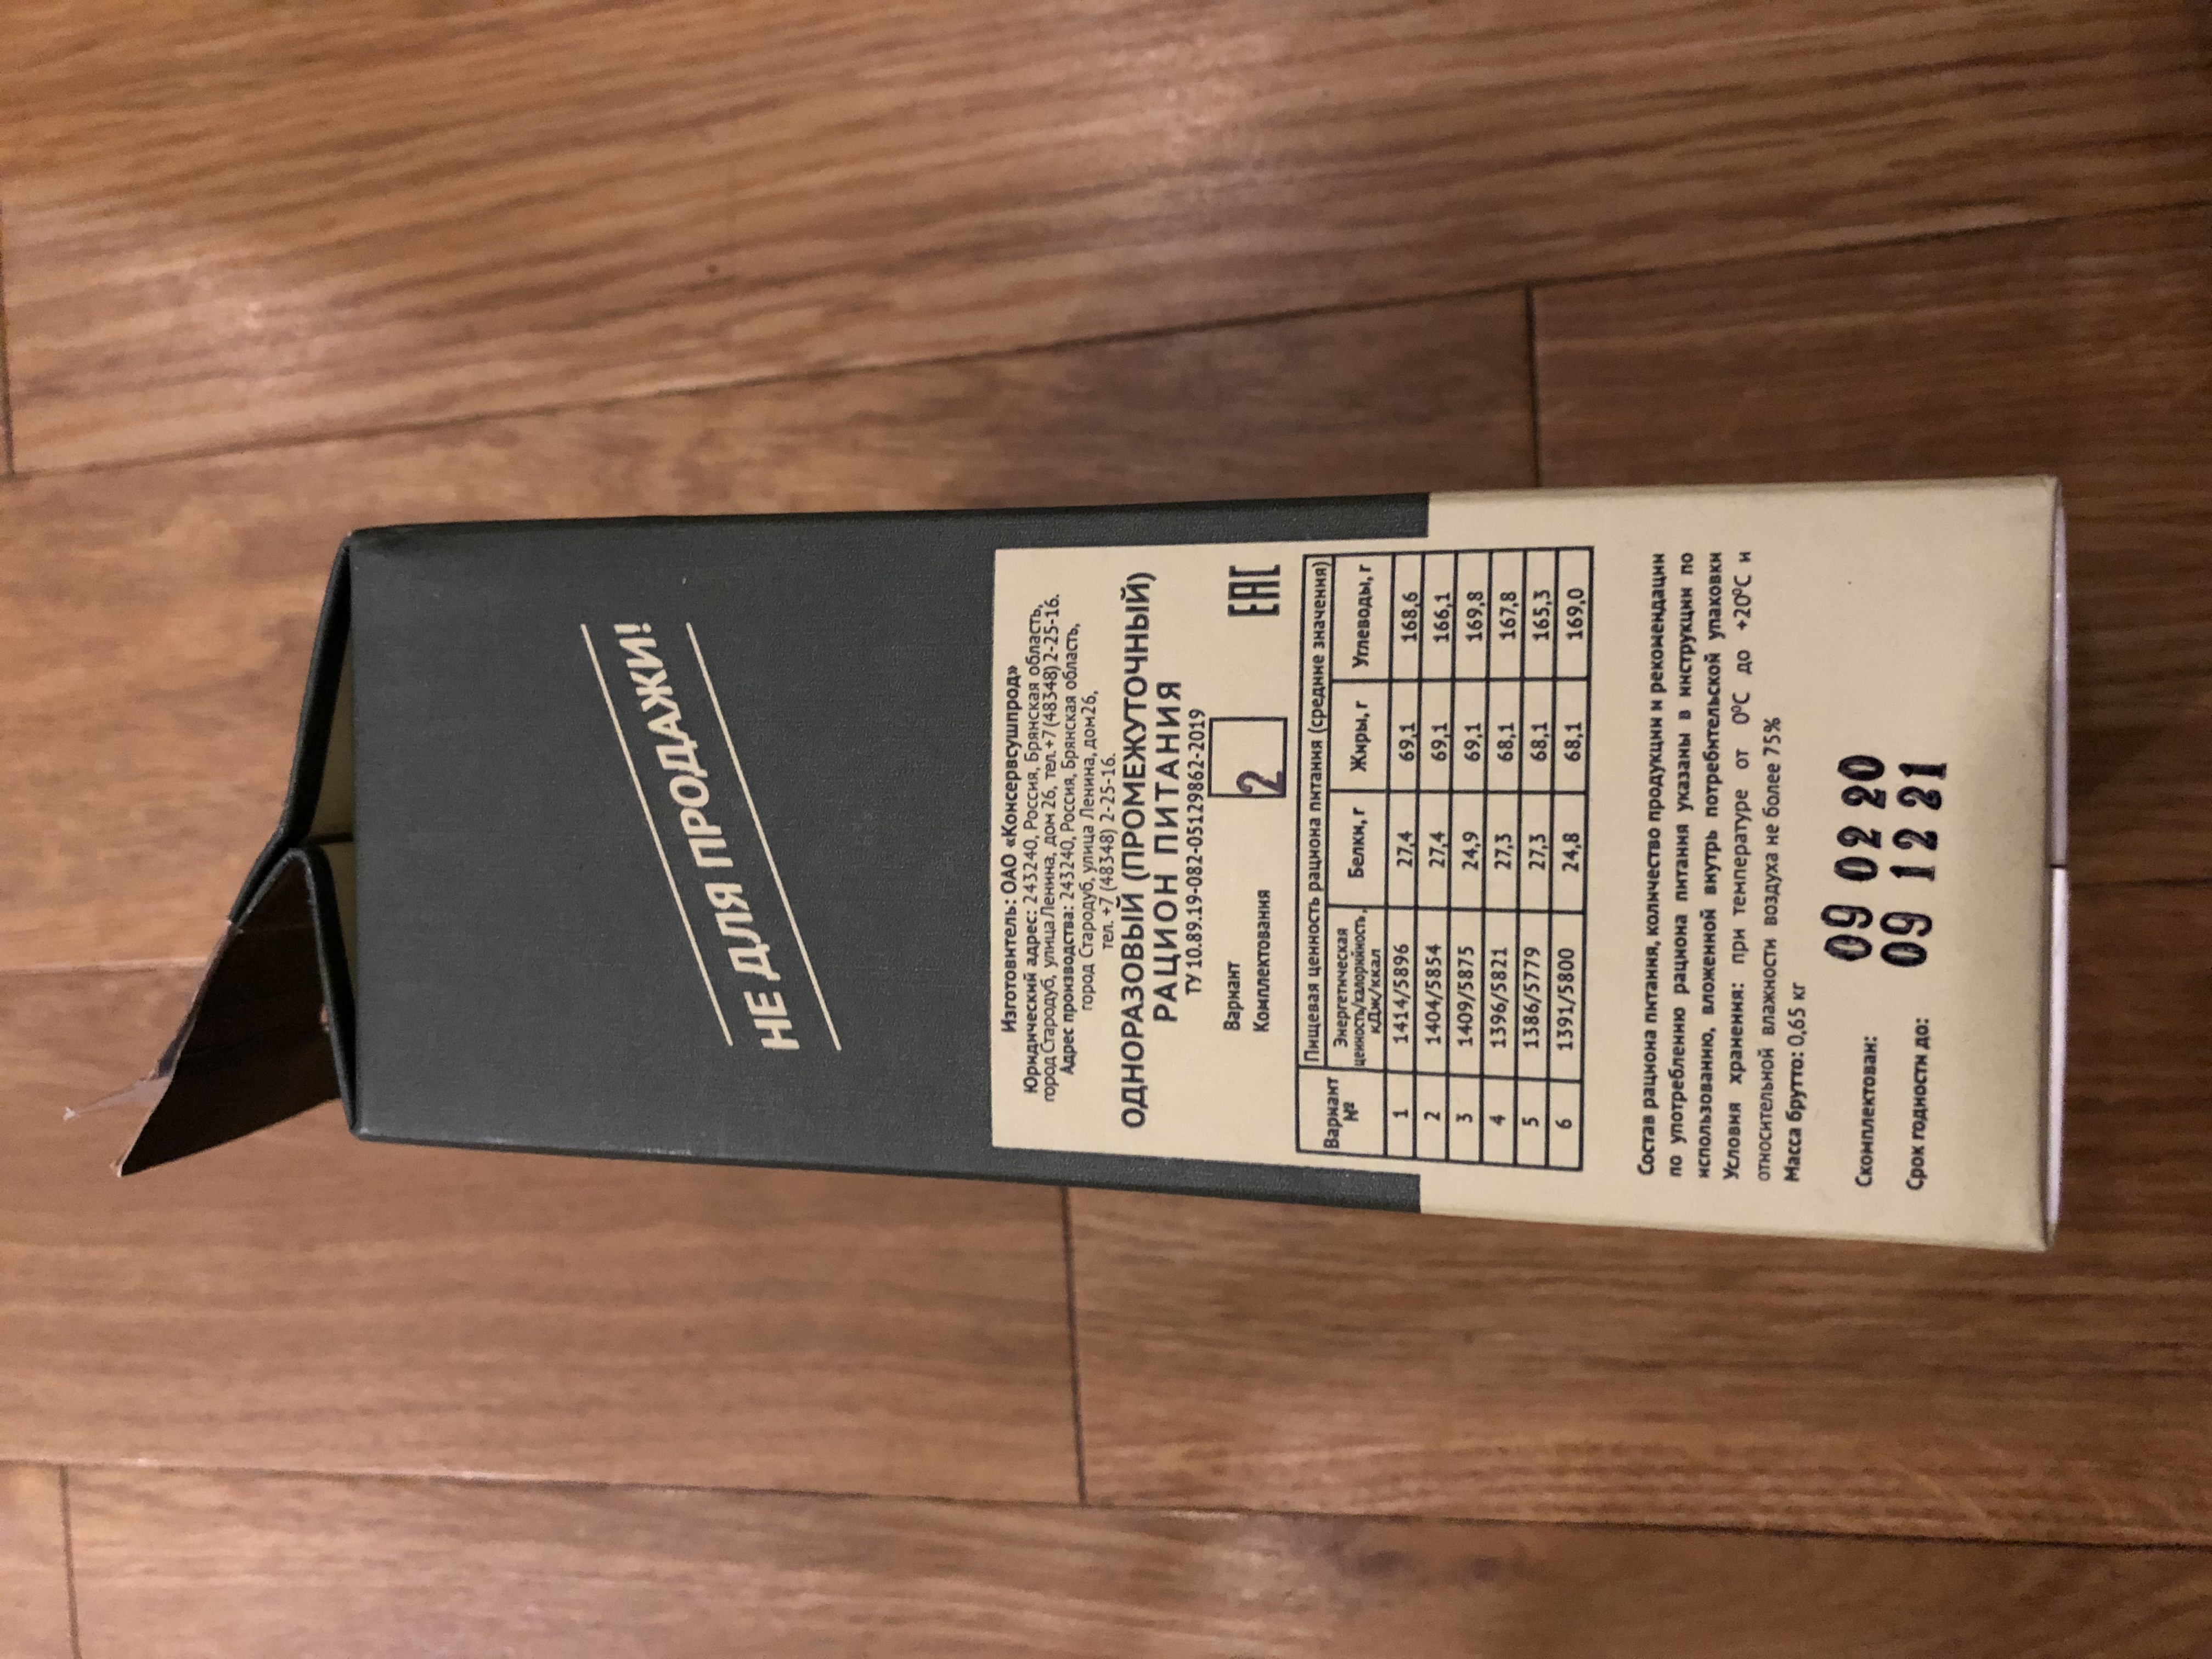 НЕ ДЛЯ ПРОДАЖИ!
Изготовитель: ОАО «Консервсушпрод»
Юридический адрес: 243240, Россия, Брянская область,
город Стародуб, улица Ленина, дом 26, тел.+7 (48348) 2-25-16.
Адрес производства: 243240, Россия, Брянская область,
город Стародуб, улица Ленина, дом26,
тел. +7 (48348) 2-25-16.
ОДНОРАЗОВЫЙ (ПРОМЕЖУТОЧНЫЙ)
РАЦИОН ПИТАНИЯ
ТУ 10.89.19-082-05129862-2019
Вариант
Комплектования 2 ЕАС
Вариант № Пищевая ценность рациона питания (средние значения)
Энергетическая ценность/калорийность, кДж/ккал Белки, г Жиры, г Углеводы, г
1 1414/5896 27,4 69,1 168,6
2 1404/5854 27,4 69,1 166,1
3 1409/5875 24,9 69,1 169,8
4 1396/5821 27,3 68,1 167,8
5 1386/5779 27,3 68,1 165,3
6 1391/5800 24,8 68,1 169,0
Состав рациона питания, количество продукции и рекомендации
по употреблению рациона питания указаны в инструкции по
использованию, вложенной внутрь потребительской упаковки
Условия хранения: при температуре от 0°С до +20°С и
относительной влажности воздуха не более 75%
Масса брутто: 0,65 кг
Скомплектован: 09 02 20
Срок годности до: 09 12 21